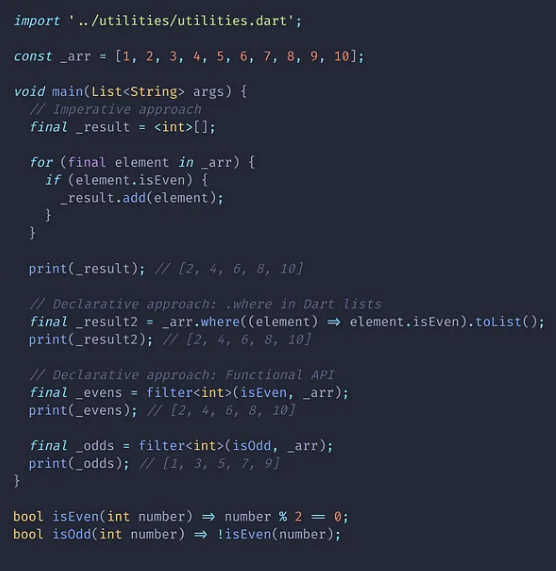 import '../utilities/utilities.dart';

const _arr = [1, 2, 3, 4, 5, 6, 7, 8, 9, 10];

void main(List<String> args) {
  // Imperative approach
  final _result = <int>[];

  for (final element in _arr) {
    if (element.isEven) {
      _result.add(element);
    }
  }

  print(_result); // [2, 4, 6, 8, 10]

  // Declarative approach: .where in Dart lists
  final _result2 = _arr.where((element) => element.isEven).toList();
  print(_result2); // [2, 4, 6, 8, 10]

  // Declarative approach: Functional API
  final _evens = filter<int>(isEven, _arr);
  print(_evens); // [2, 4, 6, 8, 10]

  final _odds = filter<int>(isOdd, _arr);
  print(_odds); // [1, 3, 5, 7, 9]
}

bool isEven(int number) => number % 2 == 0;
bool isOdd(int number) => !isEven(number);